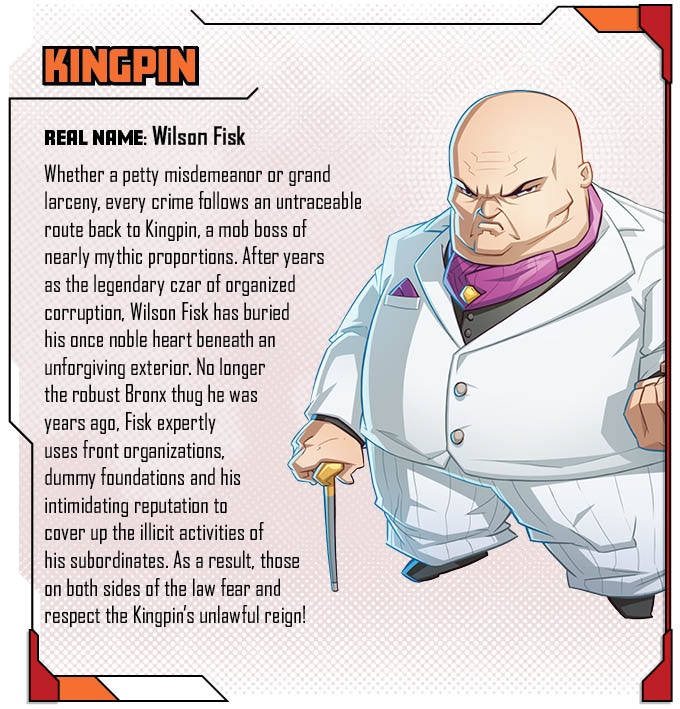 KINGPIN
REAL NAME: Wilson Fisk
Whether a petty misdemeanor or grand
larceny, every crime follows an untraceable
route back to Kingpin, a mob boss of
nearly mythic proportions. After years
as the legendary czar of organized
corruption, Wilson Fisk has buried
his once noble heart beneath an
unforgiving exterior. No longer
the robust Bronx thug he was
years ago, Fisk expertly
uses front organizations,
dummy foundations and his
intimidating reputation to
cover up the illicit activities of
his subordinates. As a result, those
on both sides of the law fear and
respect the Kingpin's unlawful reign!